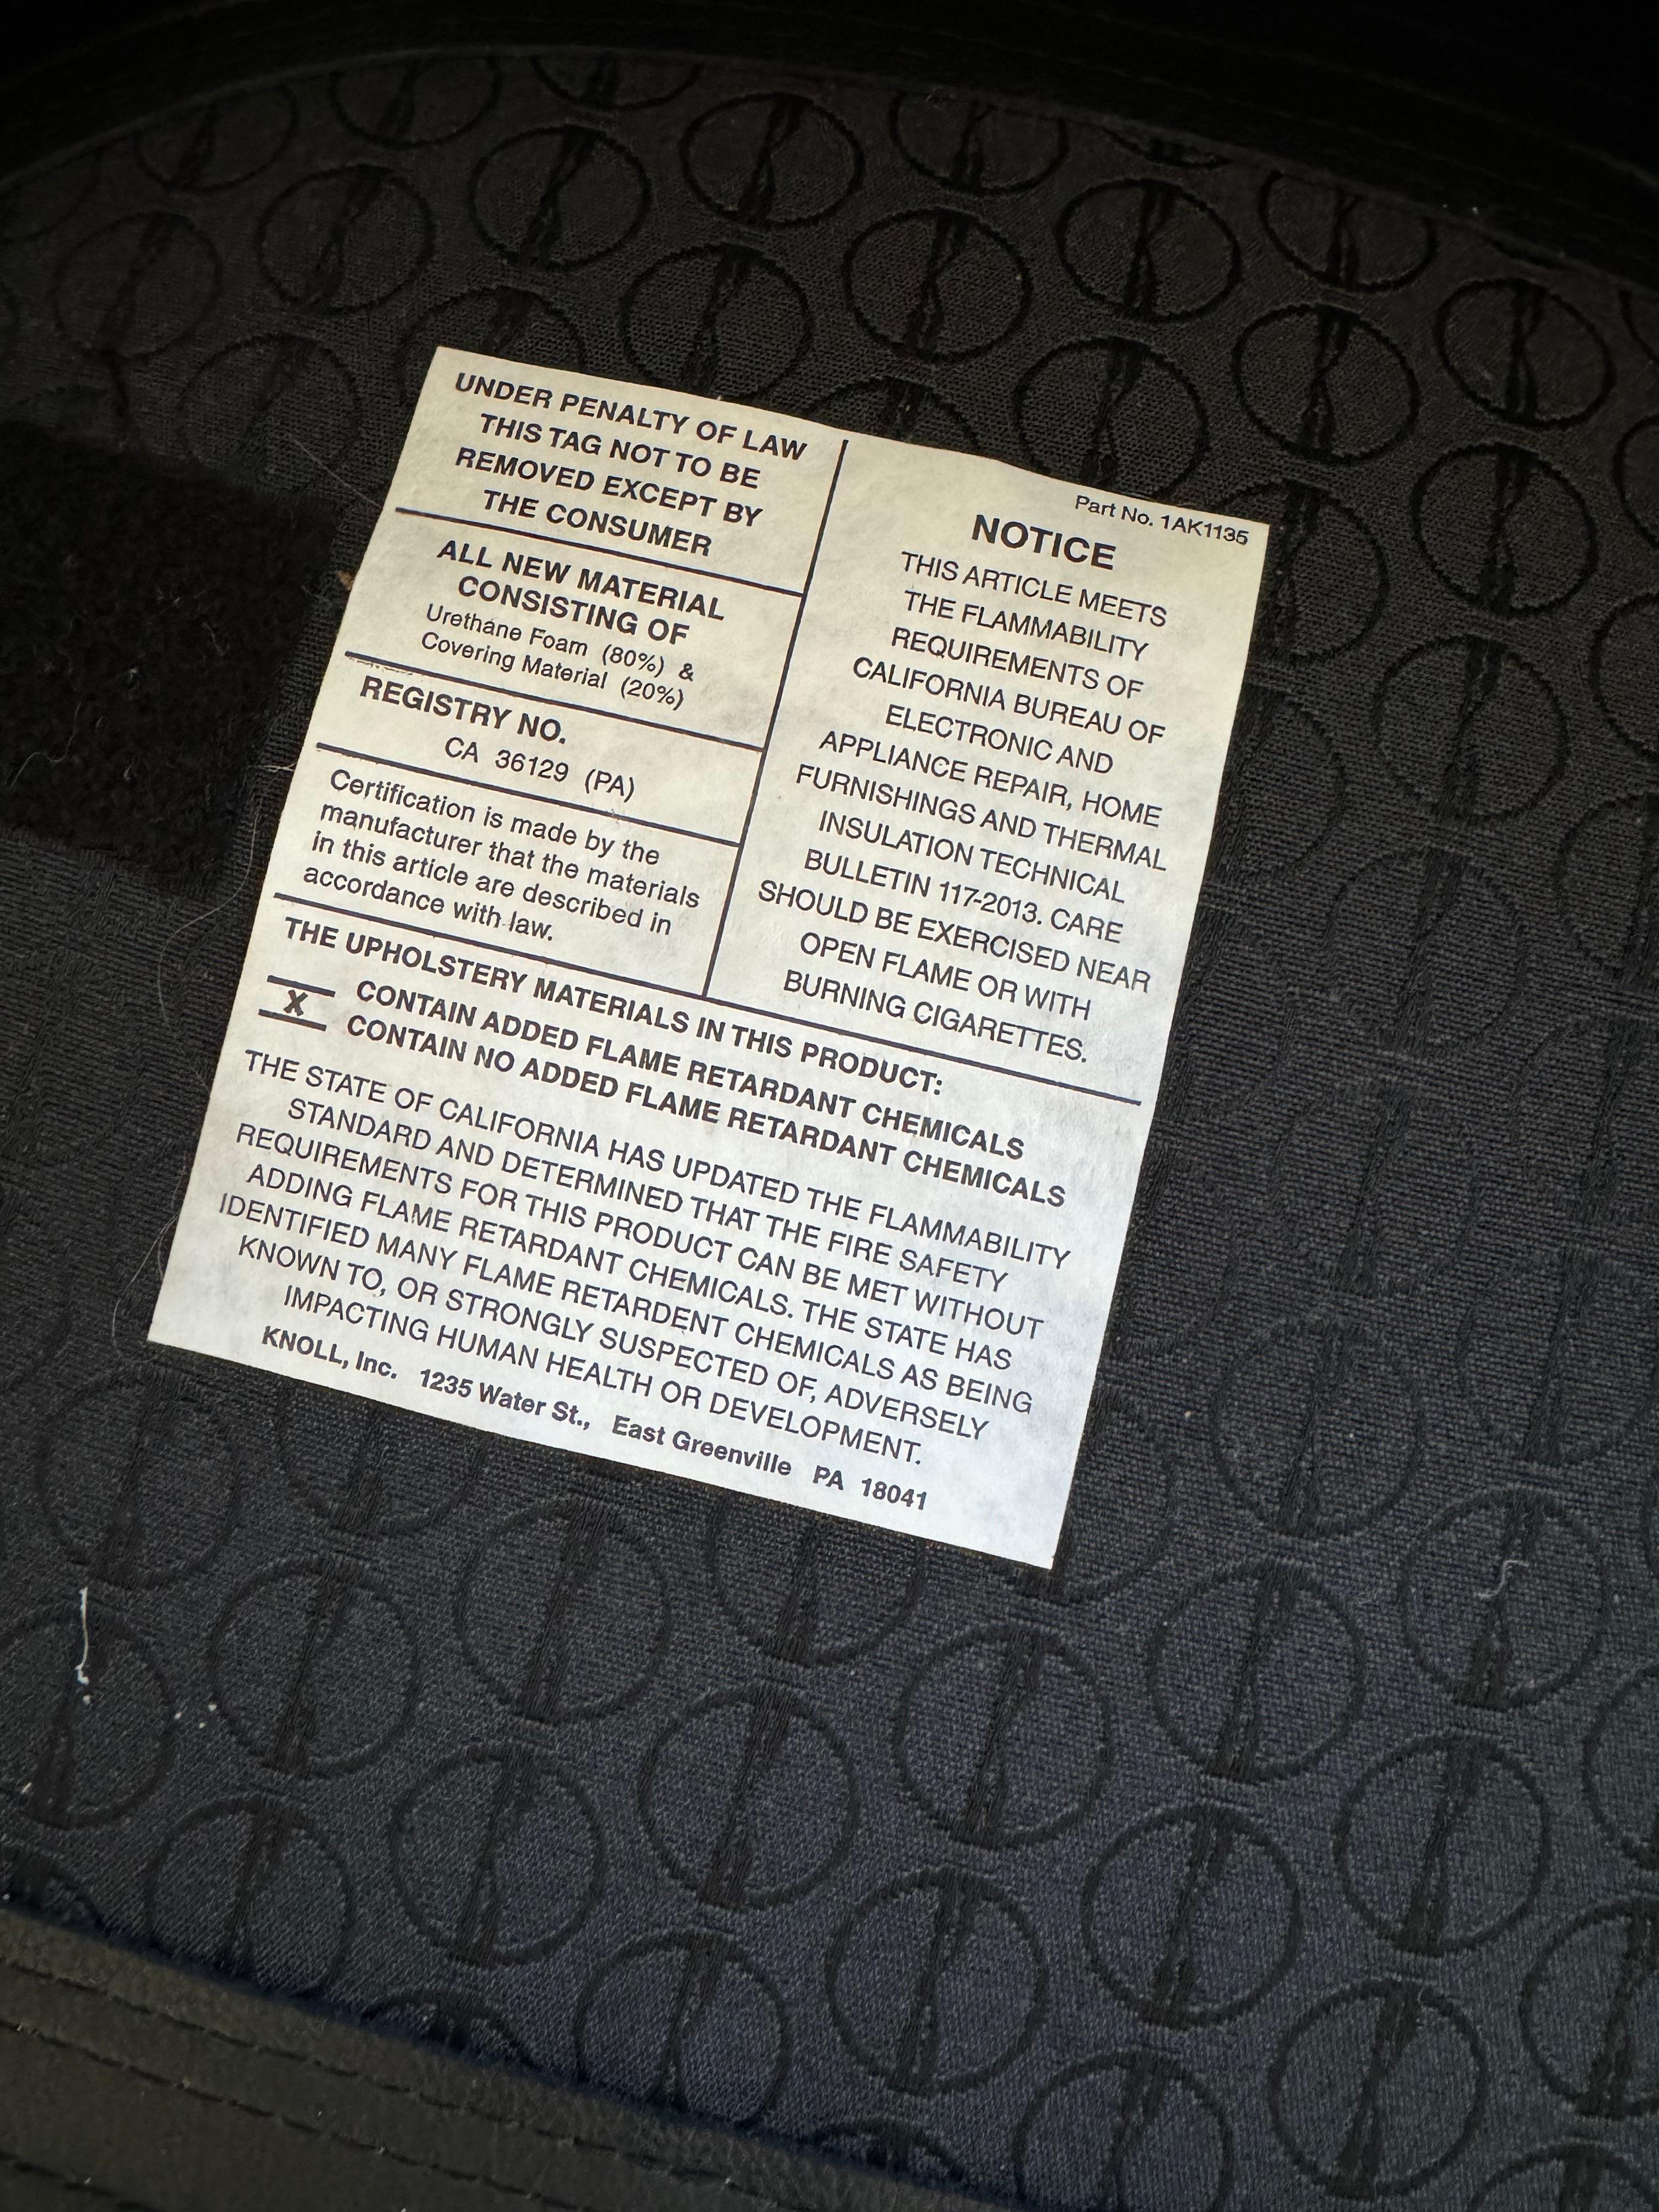 UNDER PENALTY OF LAW
THIS TAG NOT TO BE
REMOVED EXCEPT BY
THE CONSUMER
ALL NEW MATERIAL
CONSISTING OF
Urethane Foam (80%) &
Covering Material (20%)
REGISTRY NO.
CA 36129 (PA)
Certification is made by the
manufacturer that the materials
in this article are described in
accordance with law.
Part No. 1AK1135
NOTICE
THIS ARTICLE MEETS
THE FLAMMABILITY
REQUIREMENTS OF
CALIFORNIA BUREAU OF
ELECTRONIC AND
APPLIANCE REPAIR, HOME
FURNISHINGS AND THERMAL
INSULATION TECHNICAL
BULLETIN 117-2013. CARE
SHOULD BE EXERCISED NEAR
OPEN FLAME OR WITH
BURNING CIGARETTES.
THE UPHOLSTERY MATERIALS IN THIS PRODUCT:
CONTAIN ADDED FLAME RETARDANT CHEMICALS
X CONTAIN NO ADDED FLAME RETARDANT CHEMICALS
THE STATE OF CALIFORNIA HAS UPDATED THE FLAMMABILITY
STANDARD AND DETERMINED THAT THE FIRE SAFETY
REQUIREMENTS FOR THIS PRODUCT CAN BE MET WITHOUT
ADDING FLAME RETARDANT CHEMICALS. THE STATE HAS
IDENTIFIED MANY FLAME RETARDENT CHEMICALS AS BEING
KNOWN TO, OR STRONGLY SUSPECTED OF, ADVERSELY
IMPACTING HUMAN HEALTH OR DEVELOPMENT.
KNOLL, Inc. 1235 Water St., East Greenville PA 18041